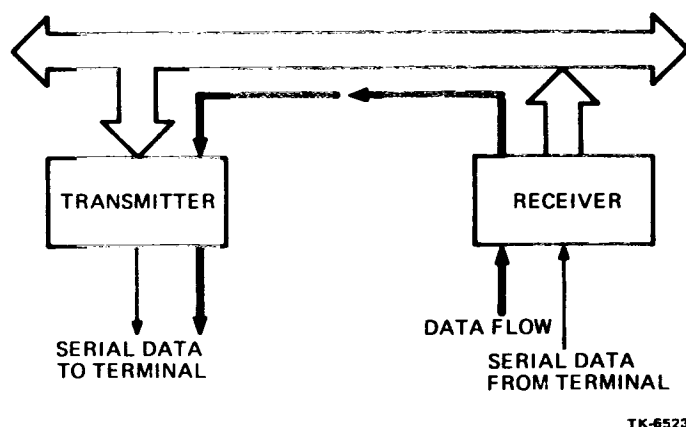 TRANSMITTER
RECEIVER
DATA FLOW
SERIAL DATA
TO TERMINAL
SERIAL DATA
FROM TERMINAL
TK-6523